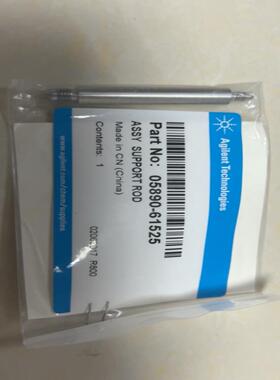 Agilent Technologies
Part No: 05890-61525
ASSY SUPPORT ROD
Made in CN (China)
Contents: 1
www.agilent.com/chem/supplies